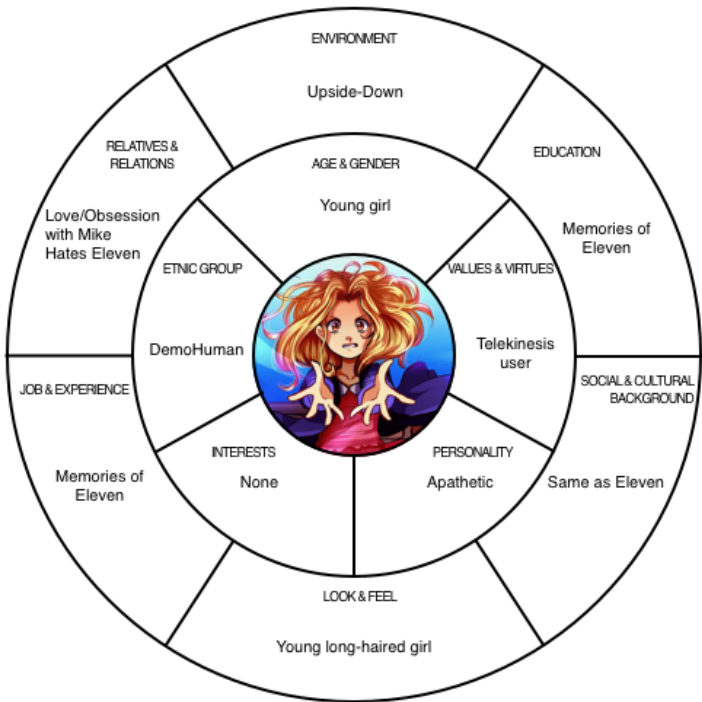 ENVIRONMENT
Upside-Down
RELATIVES &
RELATIONS
Love/Obsession
with Mike
Hates Eleven
EDUCATION
Memories of
Eleven
AGE & GENDER
Young girl
ETNIC GROUP
DemoHuman
VALUES & VIRTUES
Telekinesis
user
JOB & EXPERIENCE
Memories of
Eleven
SOCIAL & CULTURAL
BACKGROUND
Same as Eleven
INTERESTS
None
PERSONALITY
Apathetic
LOOK & FEEL
Young long-haired girl